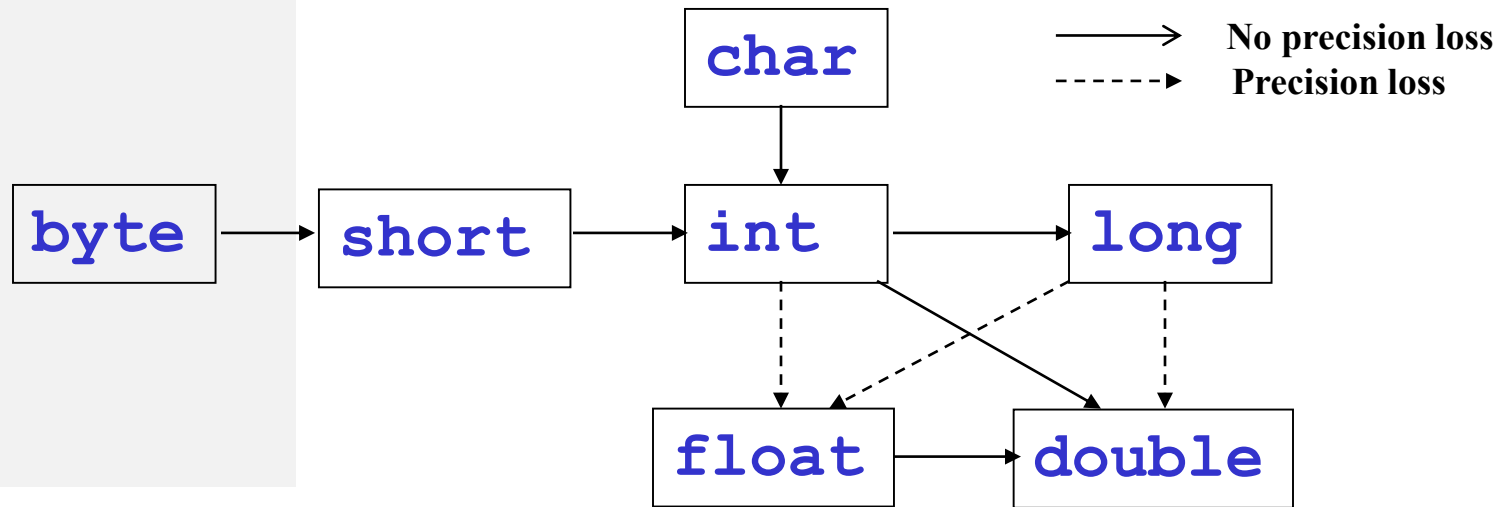 char
No precision loss
Precision loss
byte
short
int
long
float
double